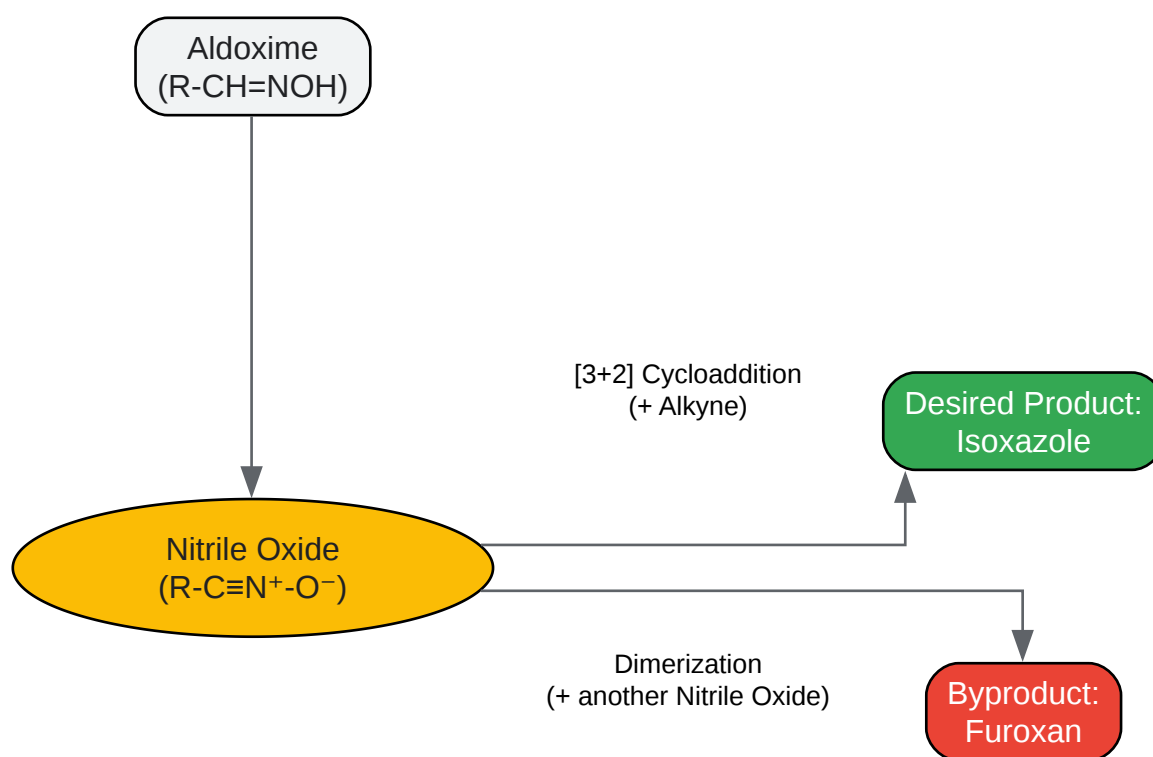 Aldoxime
(R-CH=NOH)
[3+2] Cycloaddition
(+ Alkyne)
Desired Product:
Isoxazole
Nitrile Oxide
(R-C≡N⁺-O⁻)
Dimerization
(+ another Nitrile Oxide)
Byproduct:
Furoxan